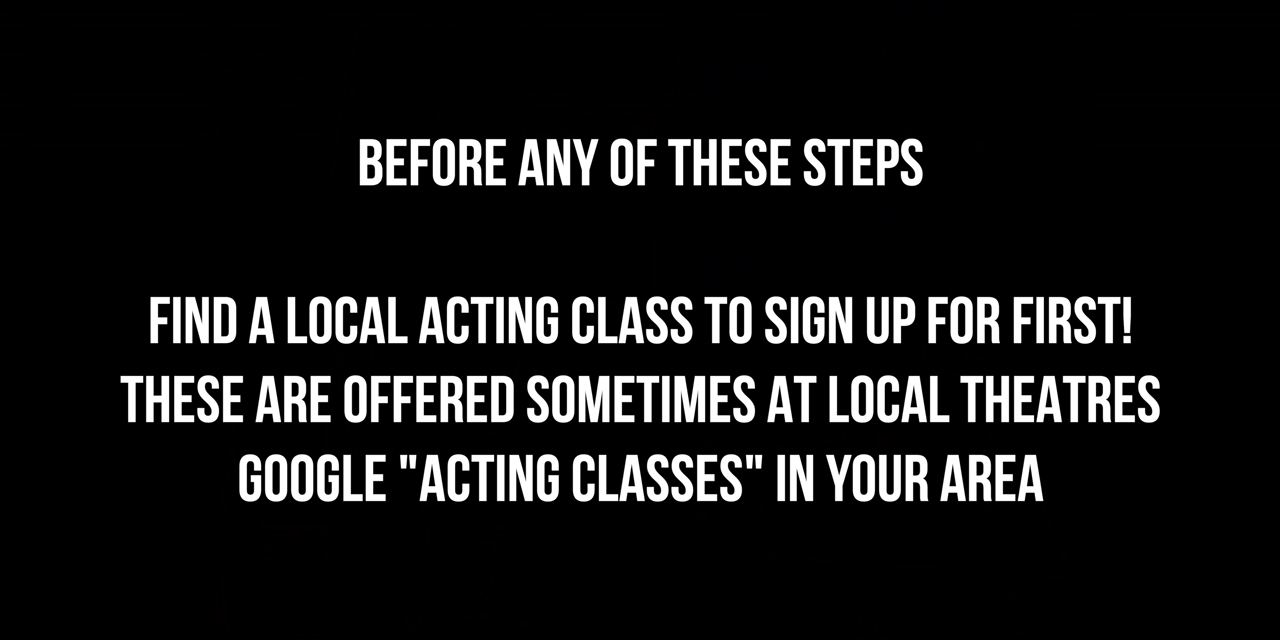 BEFORE ANY OF THESE STEPS
FIND A LOCAL ACTING CLASS TO SIGN UP FOR FIRST!
THESE ARE OFFERED SOMETIMES AT LOCAL THEATRES
GOOGLE "ACTING CLASSES" IN YOUR AREA